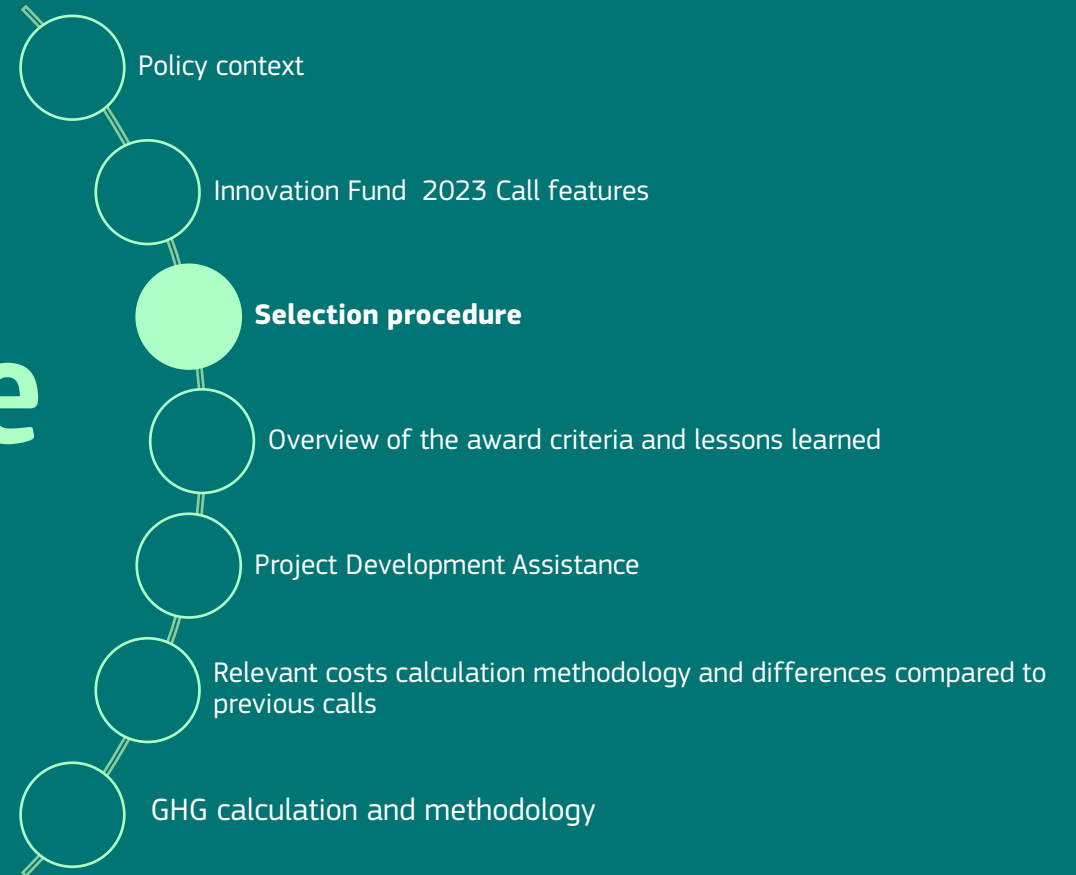 Policy context
Innovation Fund  2023 Call features
Selection procedure
e
Overview of the award criteria and lessons learned
Project Development Assistance
Relevant costs calculation methodology and differences compared to
previous calls
GHG calculation and methodology